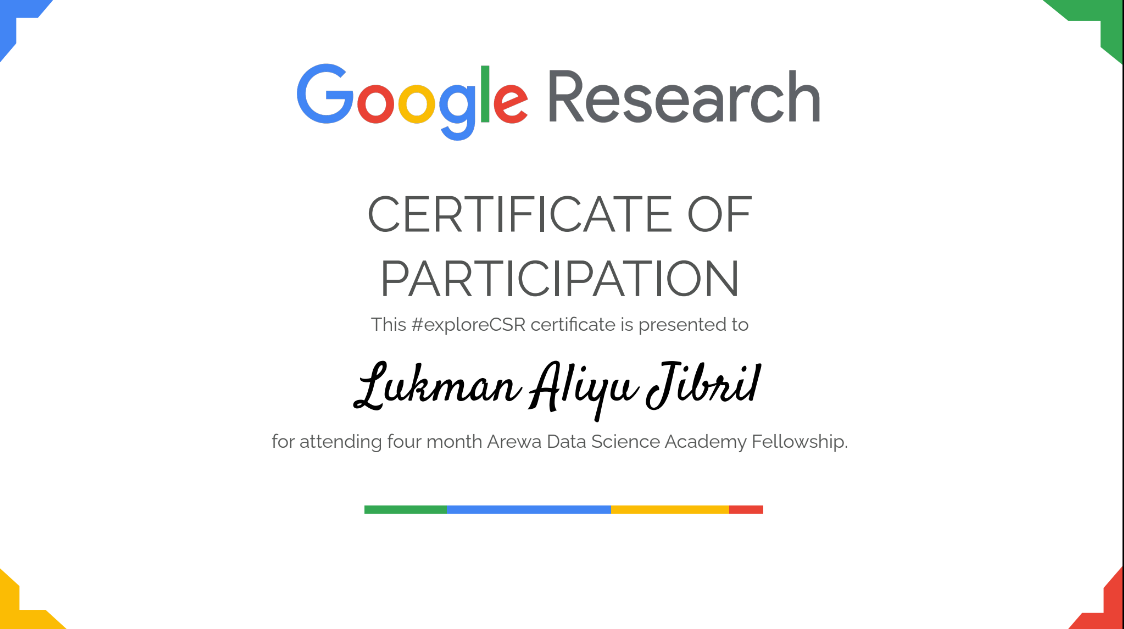 Google Research
CERTIFICATE OF
PARTICIPATION
This #exploreCSR certificate is presented to
Lukman Aliyu Jibril
for attending four month Arewa Data Science Academy Fellowship.